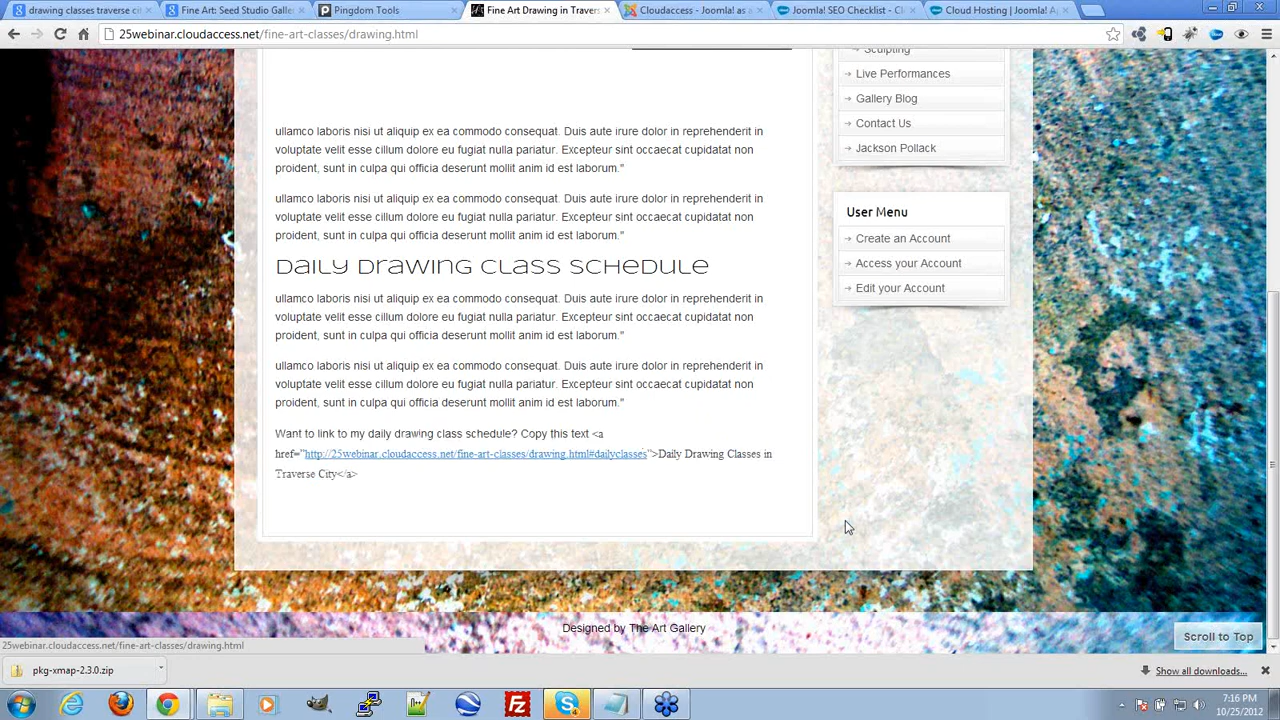 drawing classes traverse ci
Fine Art: Seed Studio Galle
Pingdom Tools
Fine Art Drawing in Travers
Cloudaccess - Joomla! as a
Joomla! SEO Checklist - Cl
Cloud Hosting | Joomla! A
25webinar.cloudaccess.net/fine-art-classes/drawing.html
Sculpting
Live Performances
Gallery Blog
Contact Us
Jackson Pollack
User Menu
Create an Account
Access your Account
Edit your Account
ullamco laboris nisi ut aliquip ex ea commodo consequat. Duis aute irure dolor in reprehenderit in
voluptate velit esse cillum dolore eu fugiat nulla pariatur. Excepteur sint occaecat cupidatat non
proident, sunt in culpa qui officia deserunt mollit anim id est laborum."
ullamco laboris nisi ut aliquip ex ea commodo consequat. Duis aute irure dolor in reprehenderit in
voluptate velit esse cillum dolore eu fugiat nulla pariatur. Excepteur sint occaecat cupidatat non
proident, sunt in culpa qui officia deserunt mollit anim id est laborum."
Daily Drawing Class Schedule
ullamco laboris nisi ut aliquip ex ea commodo consequat. Duis aute irure dolor in reprehenderit in
voluptate velit esse cillum dolore eu fugiat nulla pariatur. Excepteur sint occaecat cupidatat non
proident, sunt in culpa qui officia deserunt mollit anim id est laborum."
ullamco laboris nisi ut aliquip ex ea commodo consequat. Duis aute irure dolor in reprehenderit in
voluptate velit esse cillum dolore eu fugiat nulla pariatur. Excepteur sint occaecat cupidatat non
proident, sunt in culpa qui officia deserunt mollit anim id est laborum."
Want to link to my daily drawing class schedule? Copy this text <a
href="http://25webinar.cloudaccess.net/fine-art-classes/drawing.html#dailyclasses">Daily Drawing Classes in
Traverse City</a>
Designed by The Art Gallery
Scroll to Top
25webinar.cloudaccess.net/fine-art-classes/drawing.html
pkg-xmap-2.3.0.zip
Show all downloads...
7:16 PM
10/25/2012